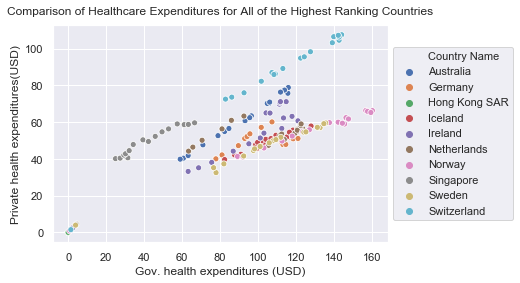 Comparison of Healthcare Expenditures for All of the Highest Ranking Countries
Private health expenditures(USD)
100
80
60
40
20
0
0
20
40
60
80
100
120
140
160
Gov. health expenditures (USD)
Country Name
Australia
Germany
Hong Kong SAR
Iceland
Ireland
Netherlands
Norway
Singapore
Sweden
Switzerland